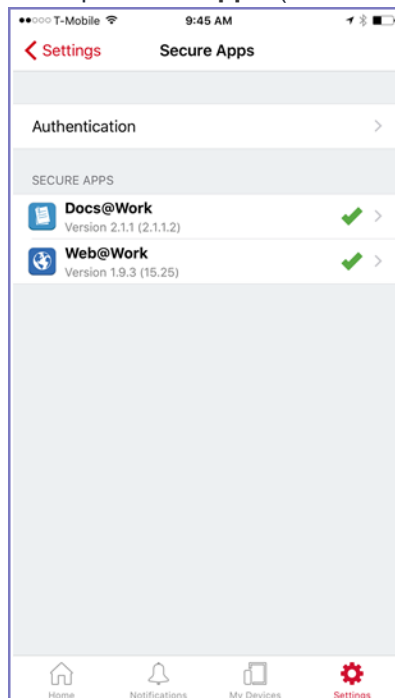 T-Mobile 9:45 AM
Settings Secure Apps
Authentication
SECURE APPS
Docs@Work
Version 2.1.1 (2.1.1.2)
Web@Work
Version 1.9.3 (15.25)
Home Notifications My Devices Settings